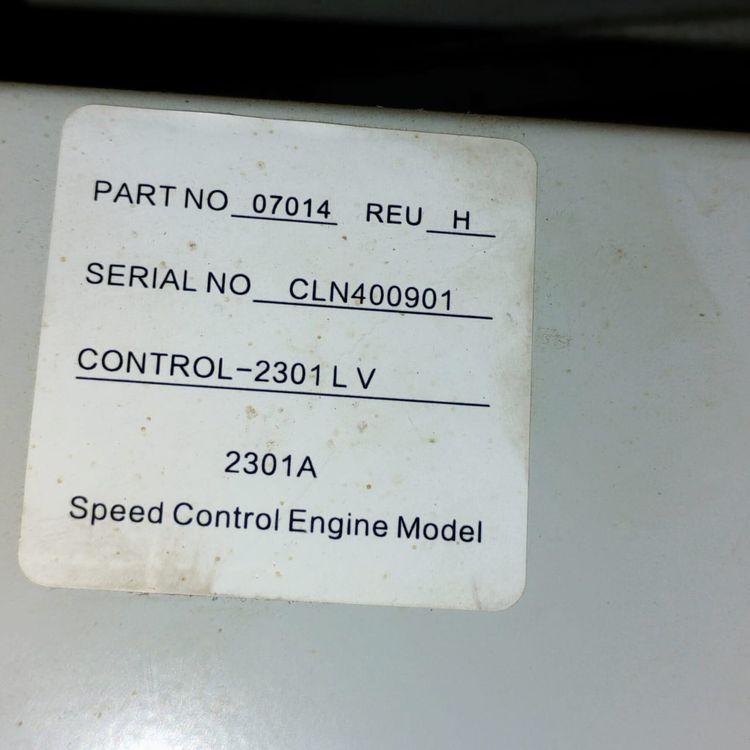 PART NO 07014 REU H
SERIAL NO CLN400901
CONTROL-2301 L V
2301A
Speed Control Engine Model